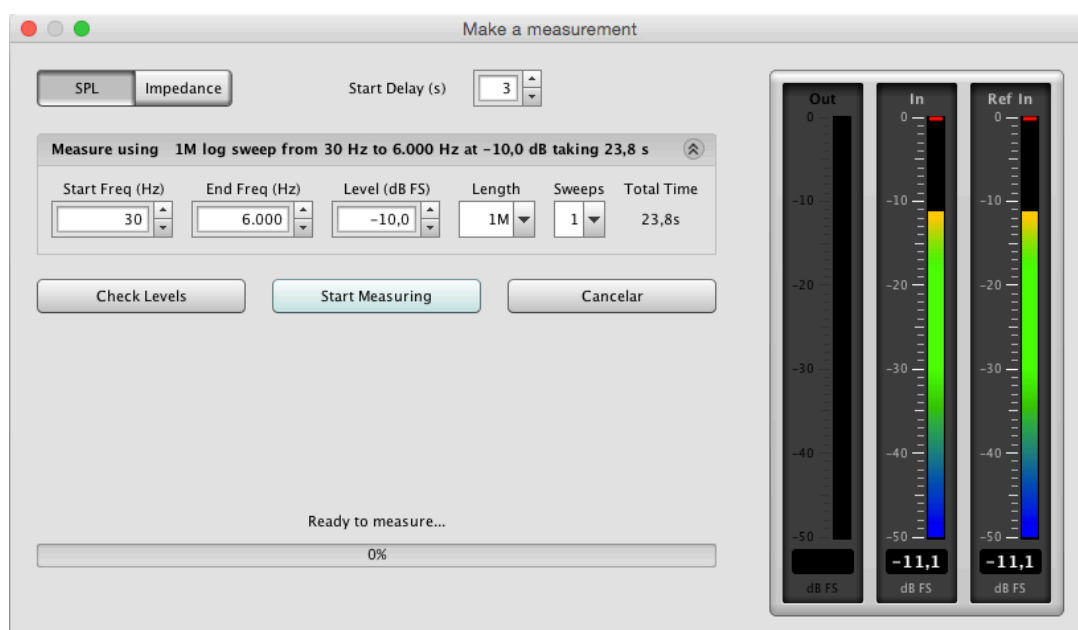 Make a measurement
SPL Impedance
Start Delay (s) 3
Measure using 1M log sweep from 30 Hz to 6.000 Hz at -10,0 dB taking 23,8 s
Start Freq (Hz) End Freq (Hz) Level (dB FS) Length Sweeps Total Time
30 6.000 -10,0 1M 1 23,8s
Check Levels Start Measuring Cancelar
Ready to measure...
0%
Out In Ref In
0 0 0
-10 -10 -10
-20 -20 -20
-30 -30 -30
-40 -40 -40
-50 -50 -50
-11,1 -11,1
dB FS dB FS dB FS